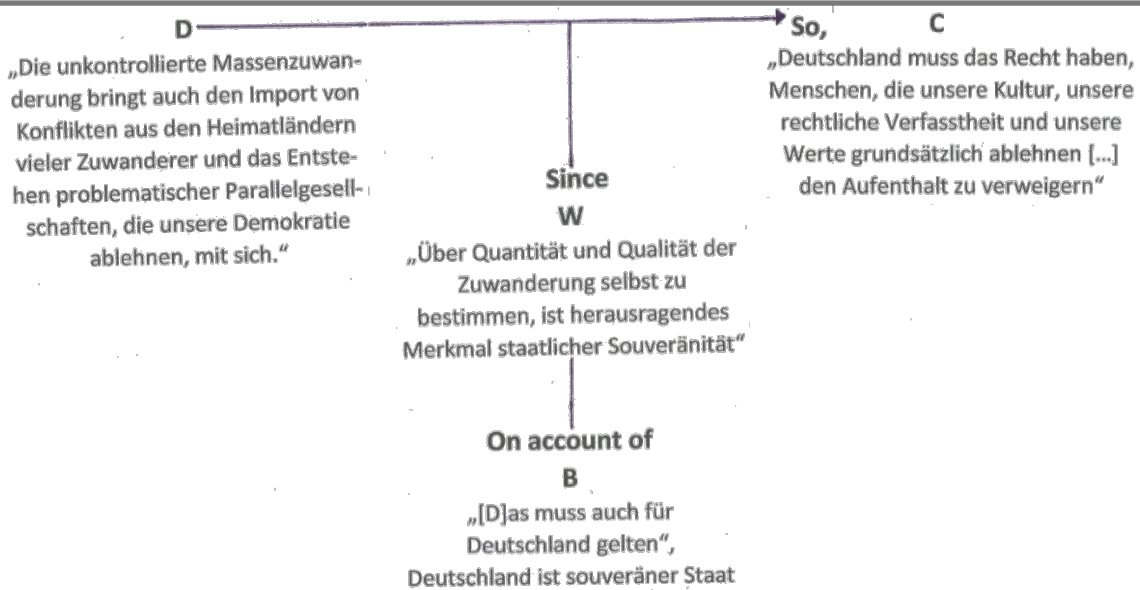 D
„Die unkontrollierte Massenzuwan-
derung bringt auch den Import von
Konflikten aus den Heimatländern
vieler Zuwanderer und das Entste-
hen problematischer Parallelgesell-
schaften, die unsere Demokratie
ablehnen, mit sich.“
So, C
„Deutschland muss das Recht haben,
Menschen, die unsere Kultur, unsere
rechtliche Verfasstheit und unsere
Werte grundsätzlich ablehnen [...]
den Aufenthalt zu verweigern“
Since
W
„Über Quantität und Qualität der
Zuwanderung selbst zu
bestimmen, ist herausragendes
Merkmal staatlicher Souveränität“
On account of
B
„[D]as muss auch für
Deutschland gelten“,
Deutschland ist souveräner Staat